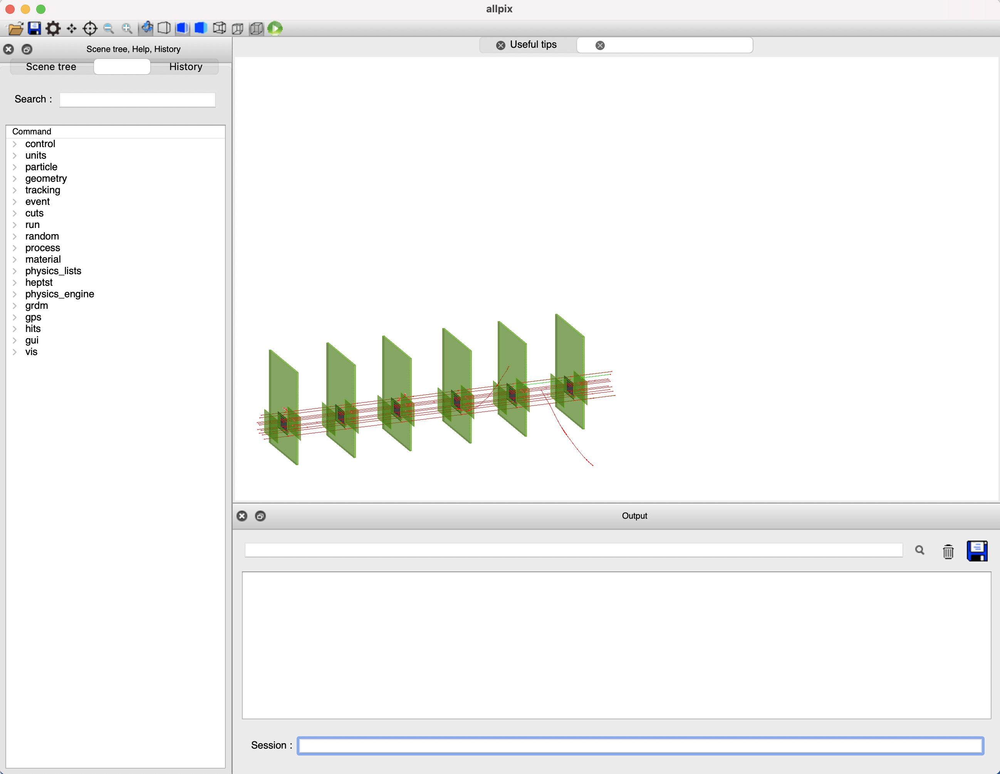 allpix
Scene tree, Help, History
Useful tips
Scene tree
History
Search :
Command
control
units
particle
geometry
tracking
event
cuts
run
random
process
material
physics_lists
heptst
physics_engine
grdm
gps
hits
gui
vis
Output
Session :